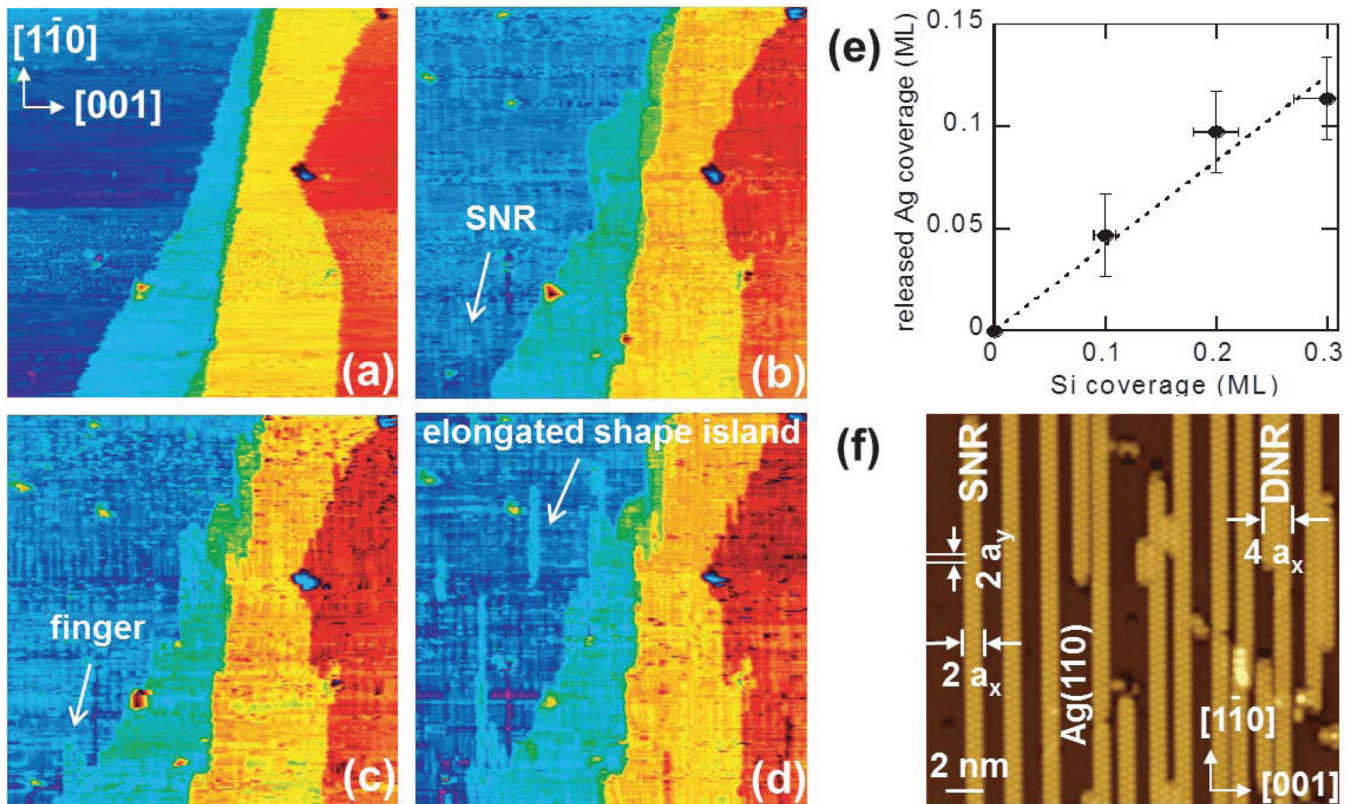 [11̄0]
[001]
(a)
SNR
(b)
finger
(c)
elongated shape island
(d)
(e)
released Ag coverage (ML)
0.15
0.1
0.05
0
0
0.1
0.2
0.3
Si coverage (ML)
(f)
SNR
DNR
2 a_y
4 a_x
2 a_x
Ag(110)
[11̄0]
[001]
2 nm